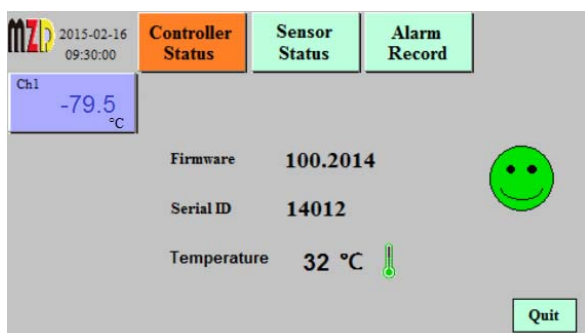 MZD
2015-02-16
09:30:00
Controller
Status
Sensor
Status
Alarm
Record
Ch1
-79.5
°C
Firmware
100.2014
Serial ID
14012
Temperature
32 °C
Quit